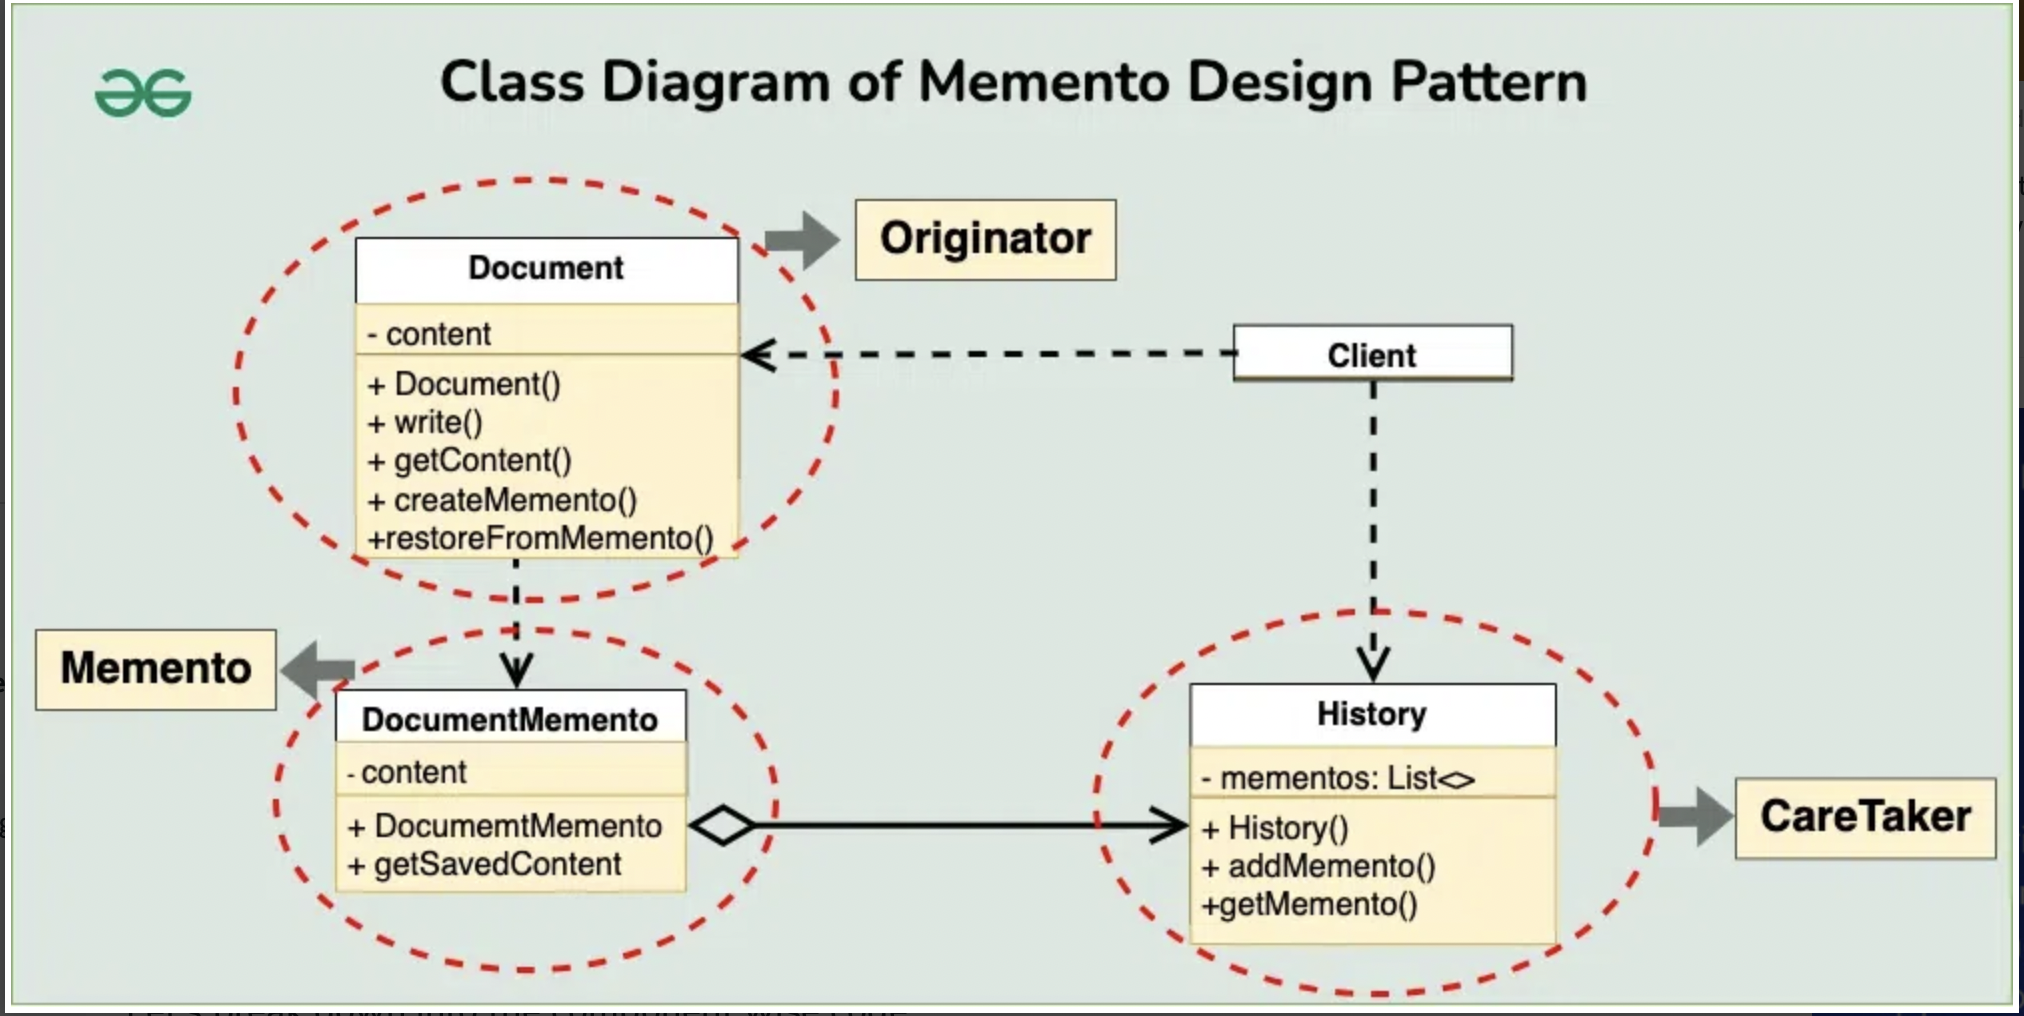 Class Diagram of Memento Design Pattern
Originator
Document
- content
+ Document()
+ write()
+ getContent()
+ createMemento()
+restoreFromMemento()
Client
Memento
DocumentMemento
- content
+ DocumemtMemento
+ getSavedContent
History
- mementos: List<>
+ History()
+ addMemento()
+getMemento()
CareTaker